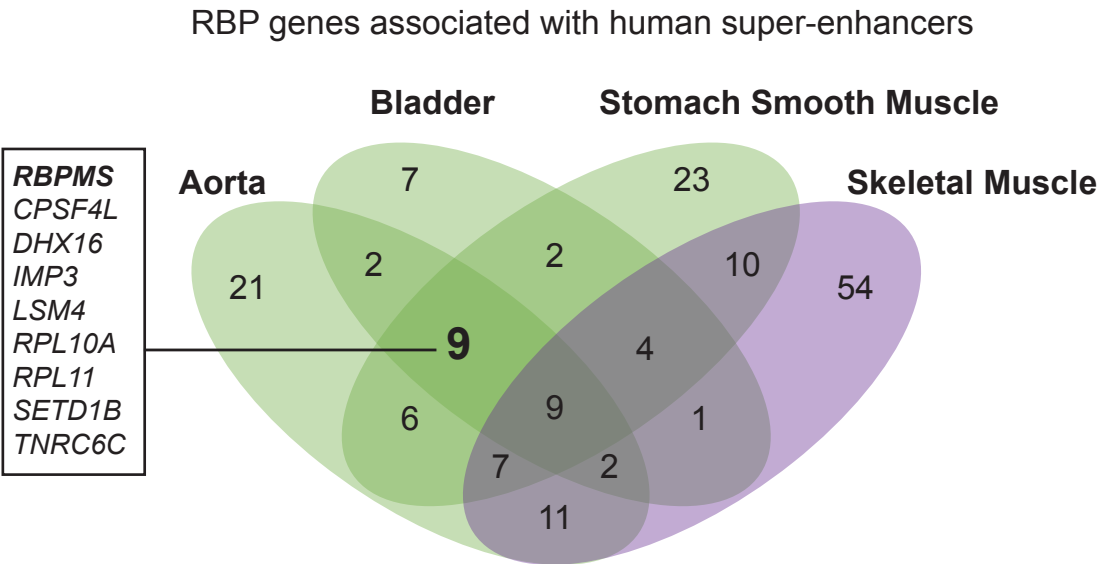 RBP genes associated with human super-enhancers
Bladder
Stomach Smooth Muscle
Aorta
Skeletal Muscle
RBPMS
CPSF4L
DHX16
IMP3
LSM4
RPL10A
RPL11
SETD1B
TNRC6C
7
23
21
2
2
10
54
9
4
6
9
1
7
2
11